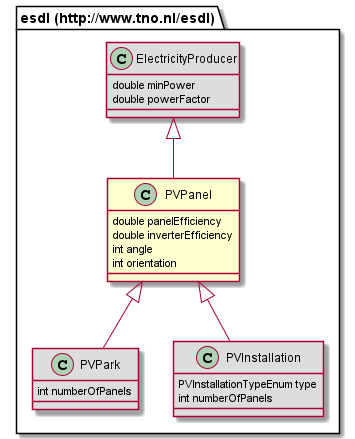 esdl (http://www.tno.nl/esdl)
C ElectricityProducer
double minPower
double powerFactor
C PVPanel
double panelEfficiency
double inverterEfficiency
int angle
int orientation
C PVPark
int numberOfPanels
C PVInstallation
PVInstallationTypeEnum type
int numberOfPanels